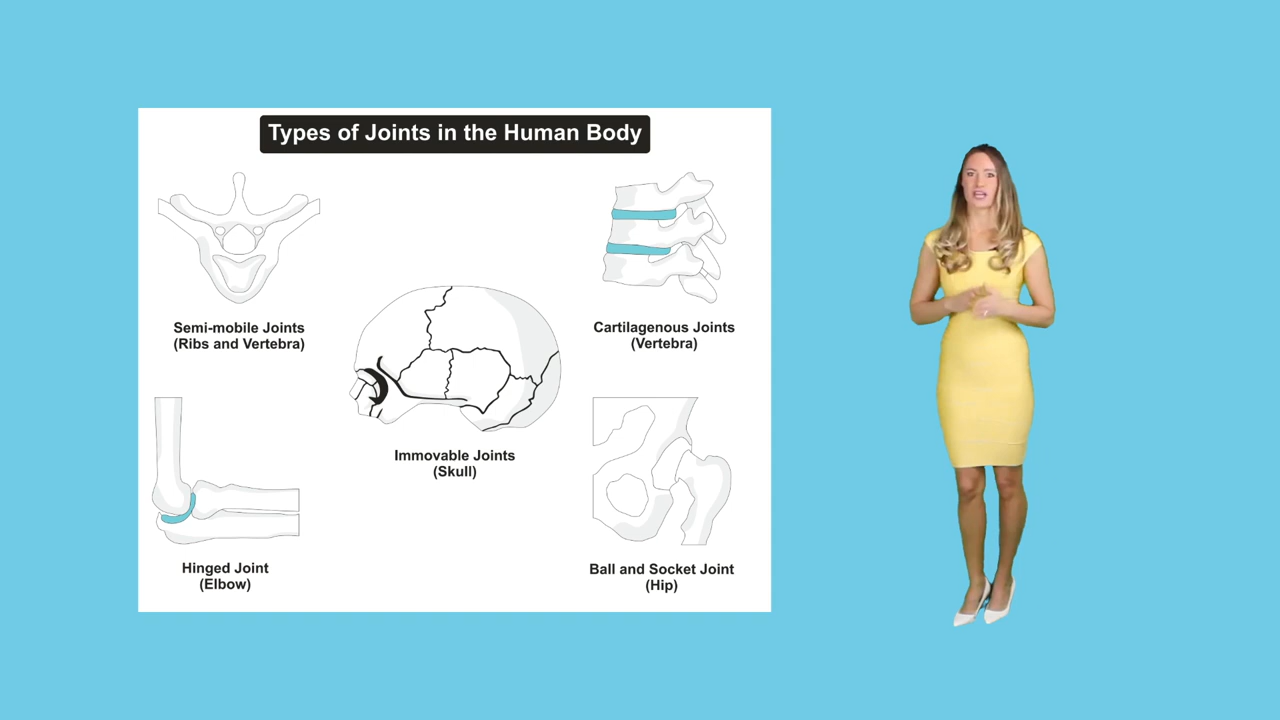 Types of Joints in the Human Body
Semi-mobile Joints
(Ribs and Vertebra)
Cartilagenous Joints
(Vertebra)
Immovable Joints
(Skull)
Hinged Joint
(Elbow)
Ball and Socket Joint
(Hip)